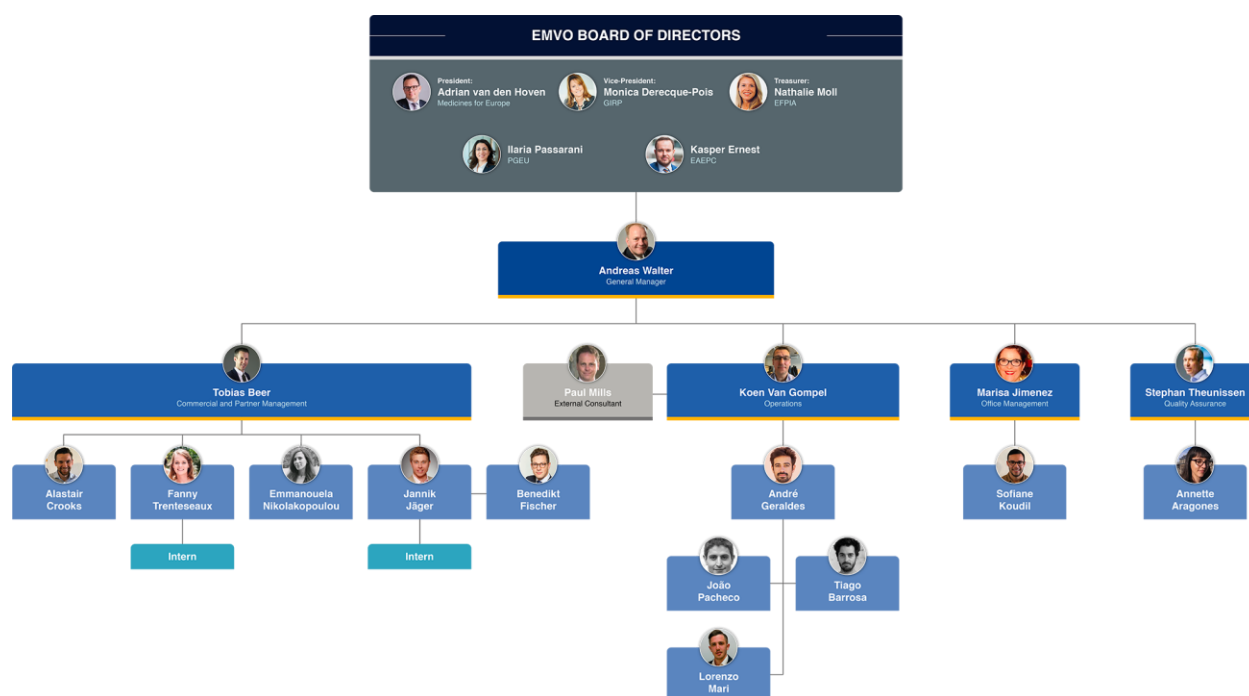 EMVO BOARD OF DIRECTORS
President:
Adrian van den Hoven
Medicines for Europe
Vice-President:
Monica Derecque-Pois
GIRP
Treasurer:
Nathalie Moll
EFPIA
Ilaria Passarani
PGEU
Kasper Ernest
EAEPC
Andreas Walter
General Manager
Tobias Beer
Commercial and Partner Management
Paul Mills
External Consultant
Koen Van Gompel
Operations
Marisa Jimenez
Office Management
Stephan Theunissen
Quality Assurance
Alastair
Crooks
Fanny
Trenteseaux
Emmanouela
Nikolakopoulou
Jannik
Jäger
Benedikt
Fischer
André
Geraldes
Sofiane
Koudil
Annette
Aragones
Intern
Intern
João
Pacheco
Tiago
Barrosa
Lorenzo
Mari